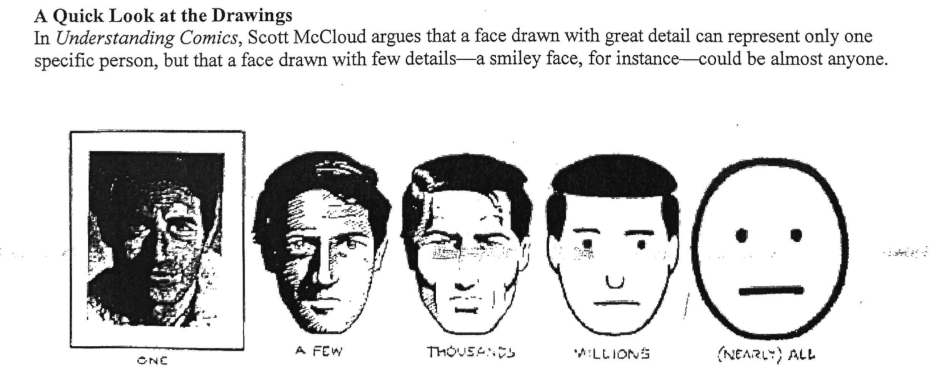 A Quick Look at the Drawings
In Understanding Comics, Scott McCloud argues that a face drawn with great detail can represent only one
specific person, but that a face drawn with few details—a smiley face, for instance—could be almost anyone.
ONE
A FEW
THOUSANDS
MILLIONS
(NEARLY) ALL